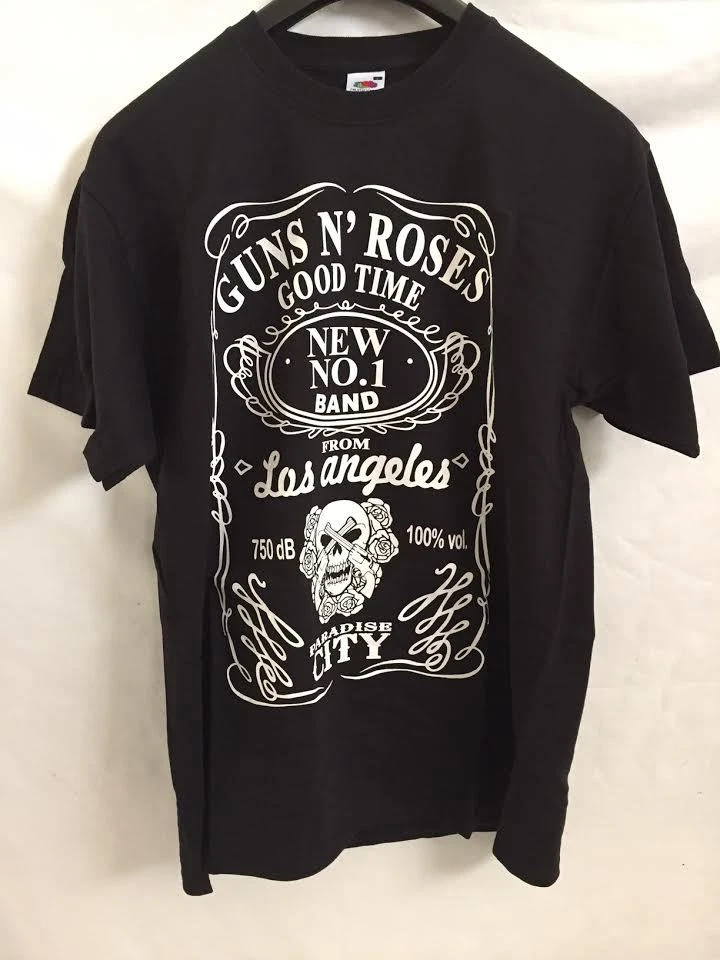 GUNS N' ROSES
GOOD TIME
NEW
NO.1
BAND
FROM
Los angeles
750 dB
100% vol.
PARADISE
CITY